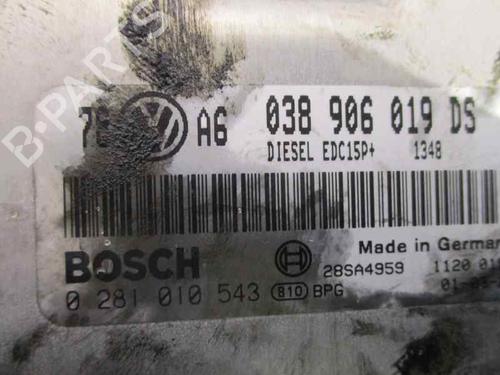 A6 038 906 019 DS
DIESEL EDC15P+ 1348
BOSCH
Made in German
28SA4959 1120
0 281 010 543 B10 BPG
B-Parts